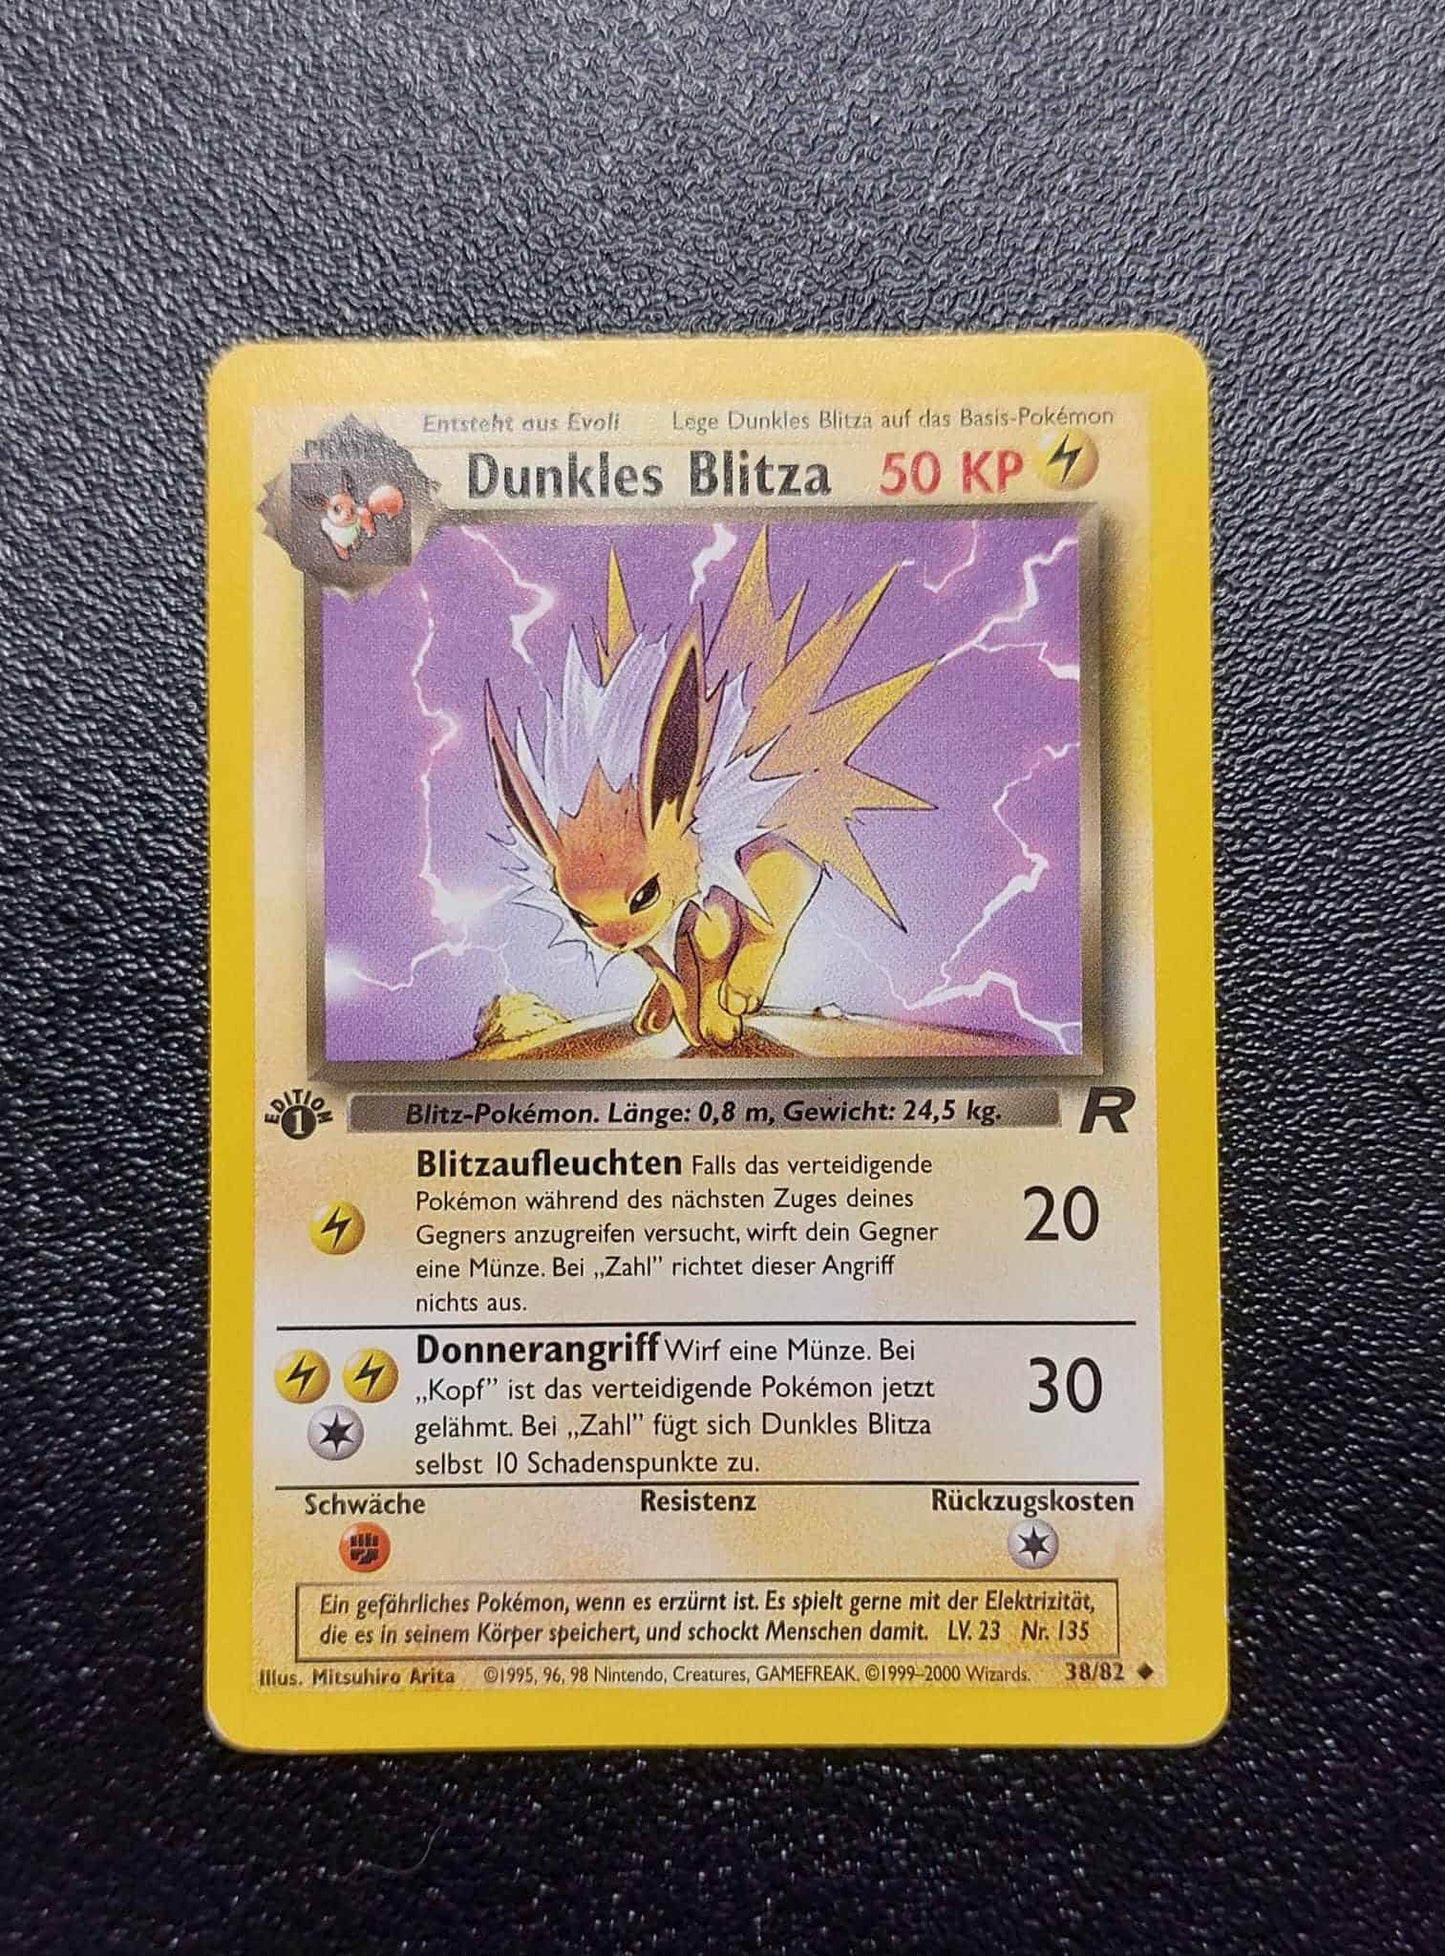 Entsteht aus Evoli Lege Dunkles Blitza auf das Basis-Pokémon
Dunkles Blitza 50 KP
EDITION
1
Blitz-Pokémon. Länge: 0,8 m, Gewicht: 24,5 kg.
R
Blitzaufleuchten Falls das verteidigende
Pokémon während des nächsten Zuges deines
Gegners anzugreifen versucht, wirft dein Gegner
eine Münze. Bei „Zahl” richtet dieser Angriff
nichts aus.
20
Donnerangriff Wirf eine Münze. Bei
„Kopf” ist das verteidigende Pokémon jetzt
gelähmt. Bei „Zahl” fügt sich Dunkles Blitza
selbst 10 Schadenspunkte zu.
30
Schwäche Resistenz Rückzugskosten
Ein gefährliches Pokémon, wenn es erzürnt ist. Es spielt gerne mit der Elektrizität,
die es in seinem Körper speichert, und schockt Menschen damit. LV. 23 Nr. 135
Illus. Mitsuhiro Arita ©1995, 96, 98 Nintendo, Creatures, GAMEFREAK. ©1999–2000 Wizards. 38/82